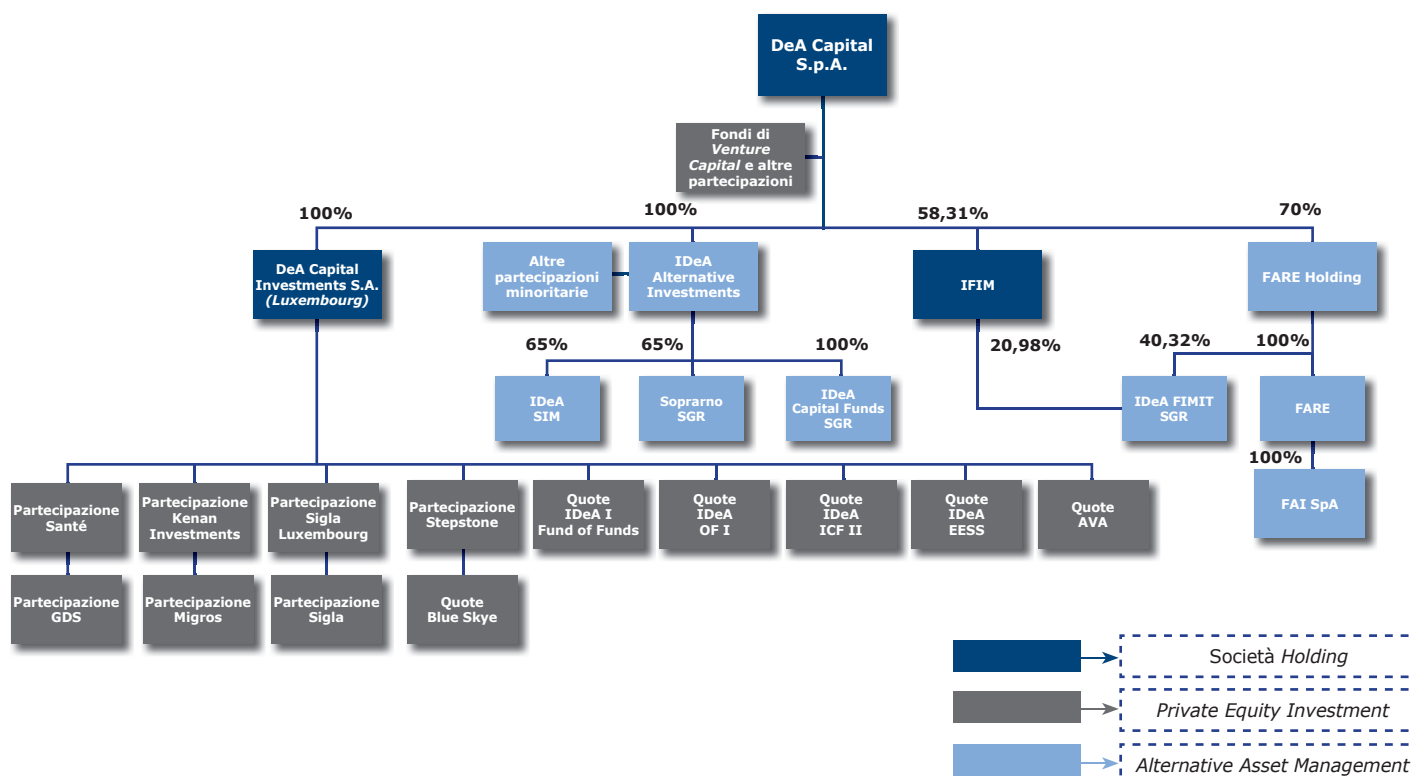 DeA Capital
S.p.A.
Fondi di
Venture
Capital e altre
partecipazioni
100%
100%
58,31%
70%
DeA Capital
Investments S.A.
(Luxembourg)
Altre
partecipazioni
minoritarie
IDeA
Alternative
Investments
IFIM
FARE Holding
65%
65%
100%
20,98%
40,32%
100%
IDeA
SIM
Soprarno
SGR
IDeA
Capital Funds
SGR
IDeA FIMIT
SGR
FARE
100%
Partecipazione
Santé
Partecipazione
Kenan
Investments
Partecipazione
Sigla
Luxembourg
Partecipazione
Stepstone
Quote
IDeA I
Fund of Funds
Quote
IDeA
OF I
Quote
IDeA
ICF II
Quote
IDeA
EESS
Quote
AVA
FAI SpA
Partecipazione
GDS
Partecipazione
Migros
Partecipazione
Sigla
Quote
Blue Skye
Società Holding
Private Equity Investment
Alternative Asset Management